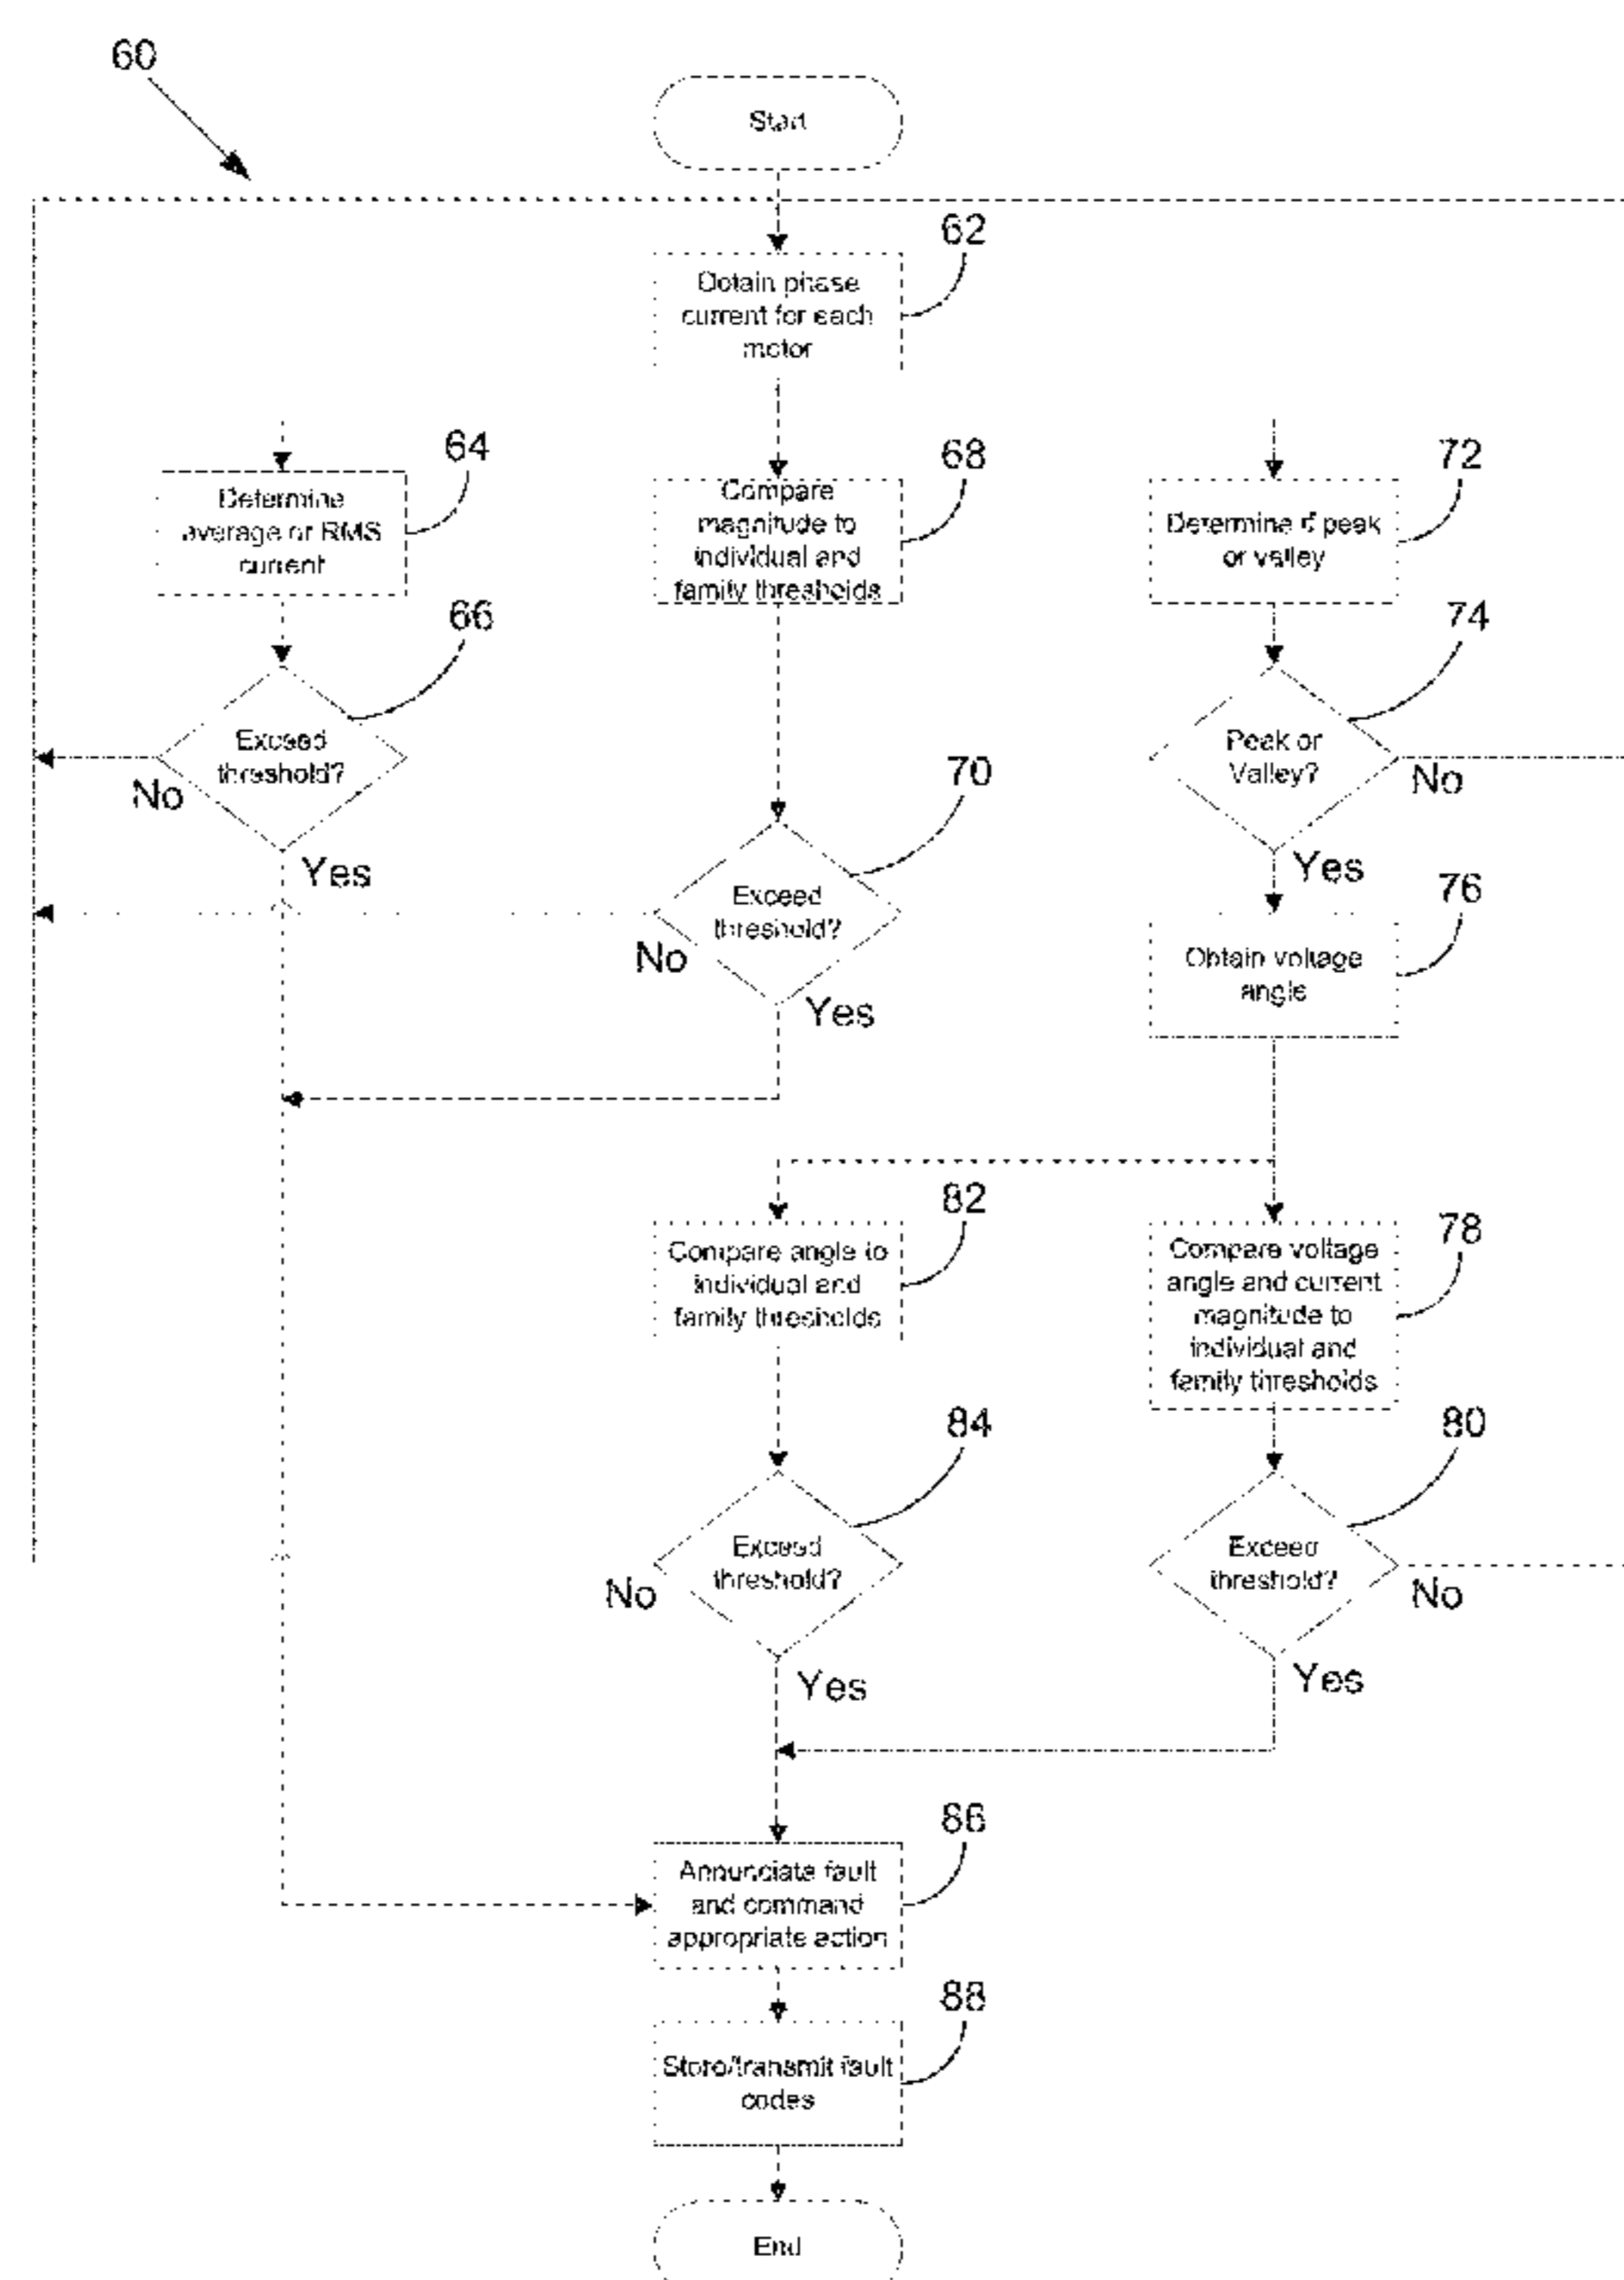 60
Start
62
Obtain phase
current for each
motor
64
Determine
average or RMS
current
68
Compare
magnitude to
individual and
family thresholds
72
Determine if peak
or valley
66
Exceed
threshold?
No
Yes
74
Peak or
Valley?
No
Yes
70
Exceed
threshold?
No
Yes
76
Obtain voltage
angle
82
Compare angle to
individual and
family thresholds
78
Compare voltage
angle and current
magnitude to
individual and
family thresholds
84
Exceed
threshold?
No
Yes
80
Exceed
threshold?
No
Yes
86
Annunciate fault
and command
appropriate action
88
Store/transmit fault
codes
End